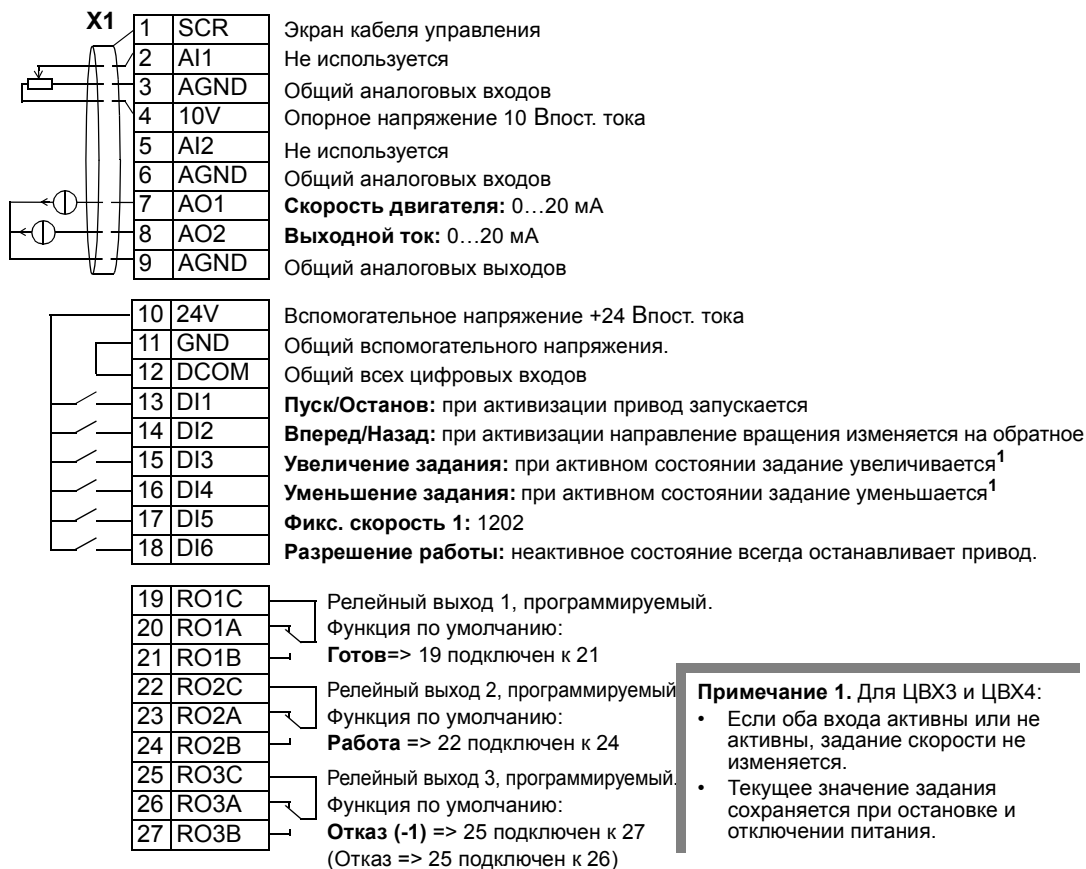 X1
1 SCR Экран кабеля управления
2 AI1 Не используется
3 AGND Общий аналоговых входов
4 10V Опорное напряжение 10 Впост. тока
5 AI2 Не используется
6 AGND Общий аналоговых входов
7 AO1 Скорость двигателя: 0…20 мА
8 AO2 Выходной ток: 0…20 мА
9 AGND Общий аналоговых выходов
10 24V Вспомогательное напряжение +24 Впост. тока
11 GND Общий вспомогательного напряжения.
12 DCOM Общий всех цифровых входов
13 DI1 Пуск/Останов: при активизации привод запускается
14 DI2 Вперед/Назад: при активизации направление вращения изменяется на обратное
15 DI3 Увеличение задания: при активном состоянии задание увеличивается1
16 DI4 Уменьшение задания: при активном состоянии задание уменьшается1
17 DI5 Фикс. скорость 1: 1202
18 DI6 Разрешение работы: неактивное состояние всегда останавливает привод.
19 RO1C Релейный выход 1, программируемый.
20 RO1A Функция по умолчанию:
21 RO1B Готов=> 19 подключен к 21
22 RO2C Релейный выход 2, программируемый
23 RO2A Функция по умолчанию:
24 RO2B Работа => 22 подключен к 24
25 RO3C Релейный выход 3, программируемый.
26 RO3A Функция по умолчанию:
27 RO3B Отказ (-1) => 25 подключен к 27
(Отказ => 25 подключен к 26)
Примечание 1. Для ЦВХ3 и ЦВХ4:
• Если оба входа активны или не
активны, задание скорости не
изменяется.
• Текущее значение задания
сохраняется при остановке и
отключении питания.